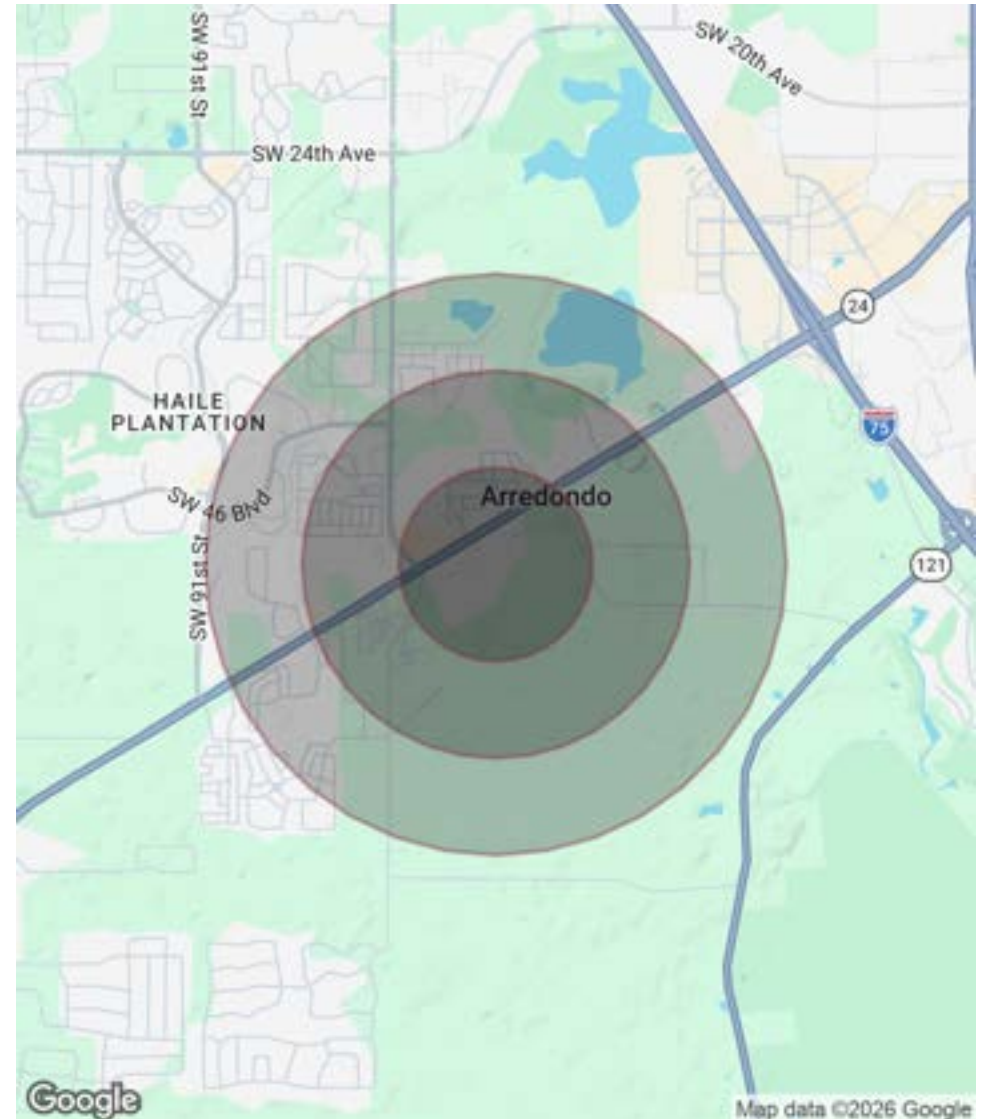 SW 91st St
SW 20th Ave
SW 24th Ave
24
HAILE
PLANTATION
75
SW 46 Blvd
Arredondo
SW 91st St
121
Google
Map data ©2026 Google